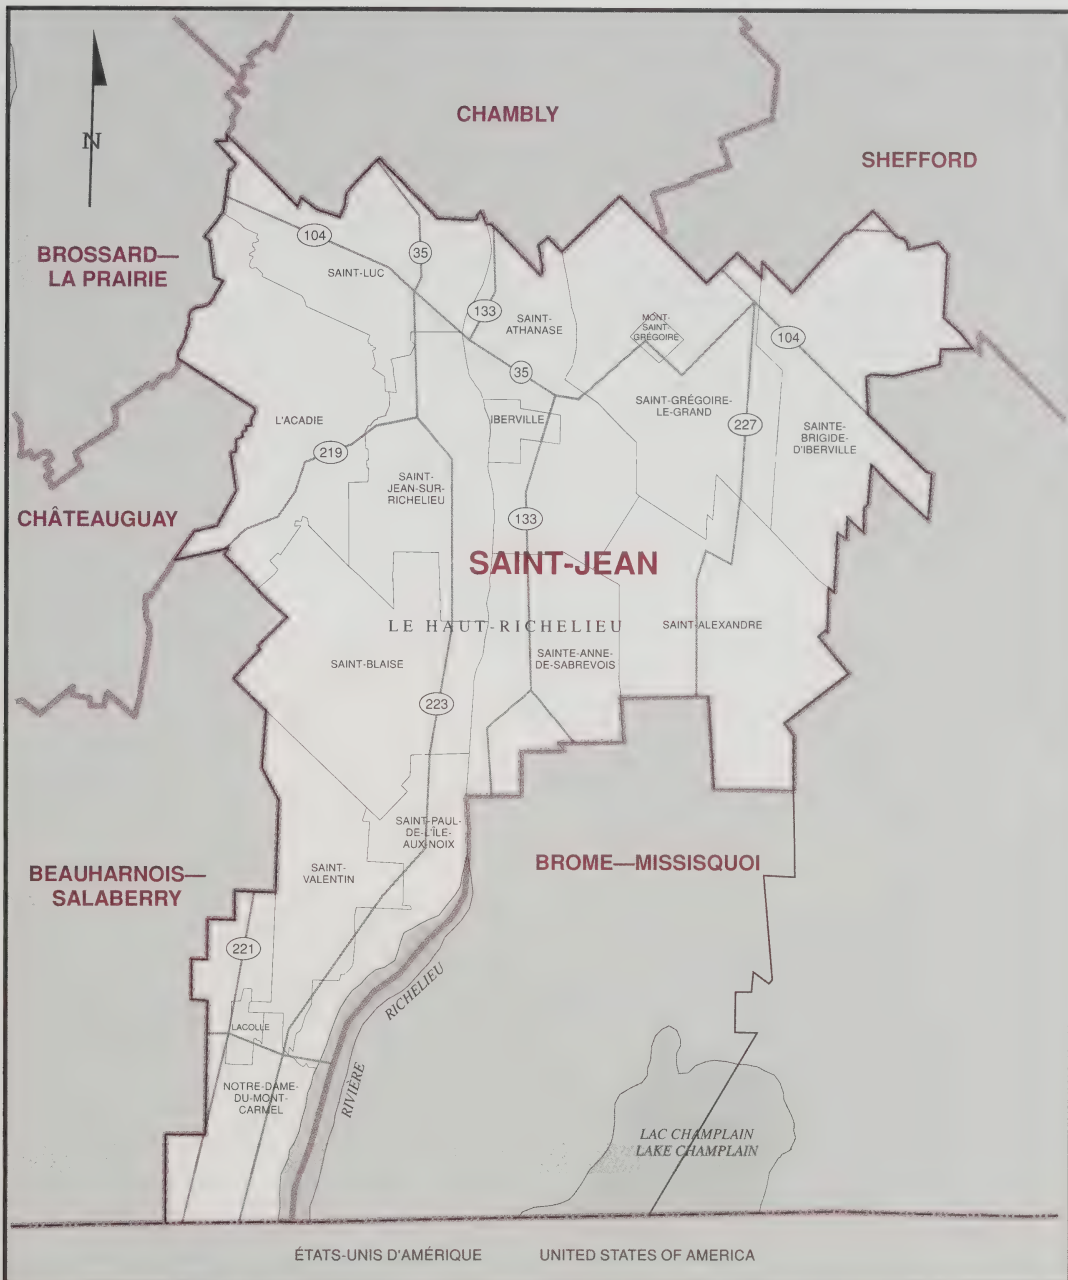 CHAMBLY
SHEFFORD
N
BROSSARD—
LA PRAIRIE
104
35
SAINT-LUC
133
SAINT-
ATHANASE
MONT-
SAINT-
GRÉGOIRE
104
35
SAINT-GRÉGOIRE-
LE-GRAND
L'ACADIE
IBERVILLE
227
SAINTE-
BRIGIDE-
D'IBERVILLE
219
SAINT-
JEAN-SUR-
RICHELIEU
CHÂTEAUGUAY
133
SAINT-JEAN
LE HAUT-RICHELIEU
SAINT-ALEXANDRE
SAINT-BLAISE
SAINTE-ANNE-
DE-SABREVOIS
223
SAINT-PAUL-
DE-L'ÎLE-
AUX-NOIX
BROME—MISSISQUOI
SAINT-
VALENTIN
BEAUHARNOIS—
SALABERRY
221
RIVIÈRE RICHELIEU
LACOLLE
NOTRE-DAME-
DU-MONT-
CARMEL
LAC CHAMPLAIN
LAKE CHAMPLAIN
ÉTATS-UNIS D'AMÉRIQUE UNITED STATES OF AMERICA